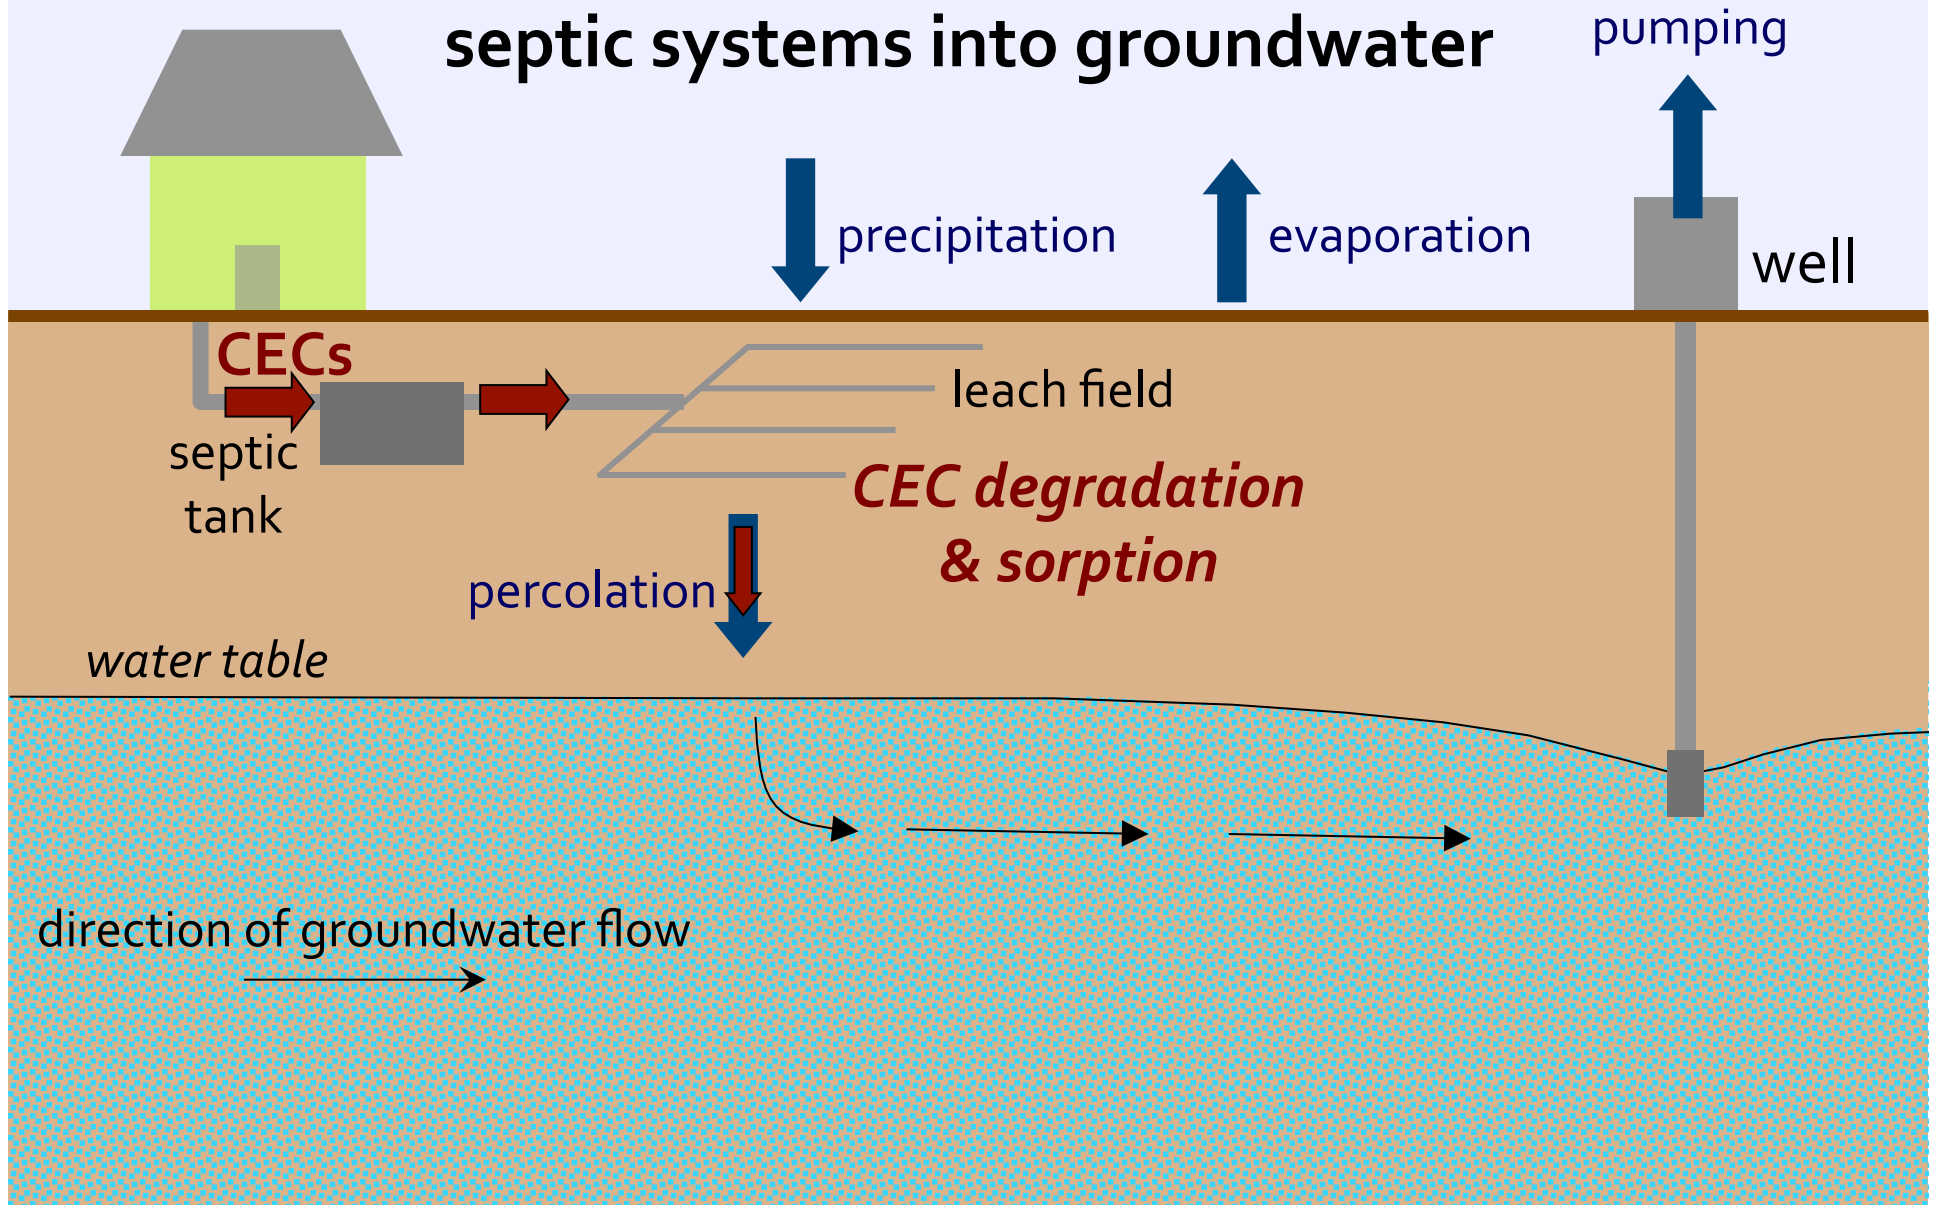 septic systems into groundwater
pumping
precipitation
evaporation
well
CECs
leach field
septic
tank
CEC degradation
& sorption
percolation
water table
direction of groundwater flow